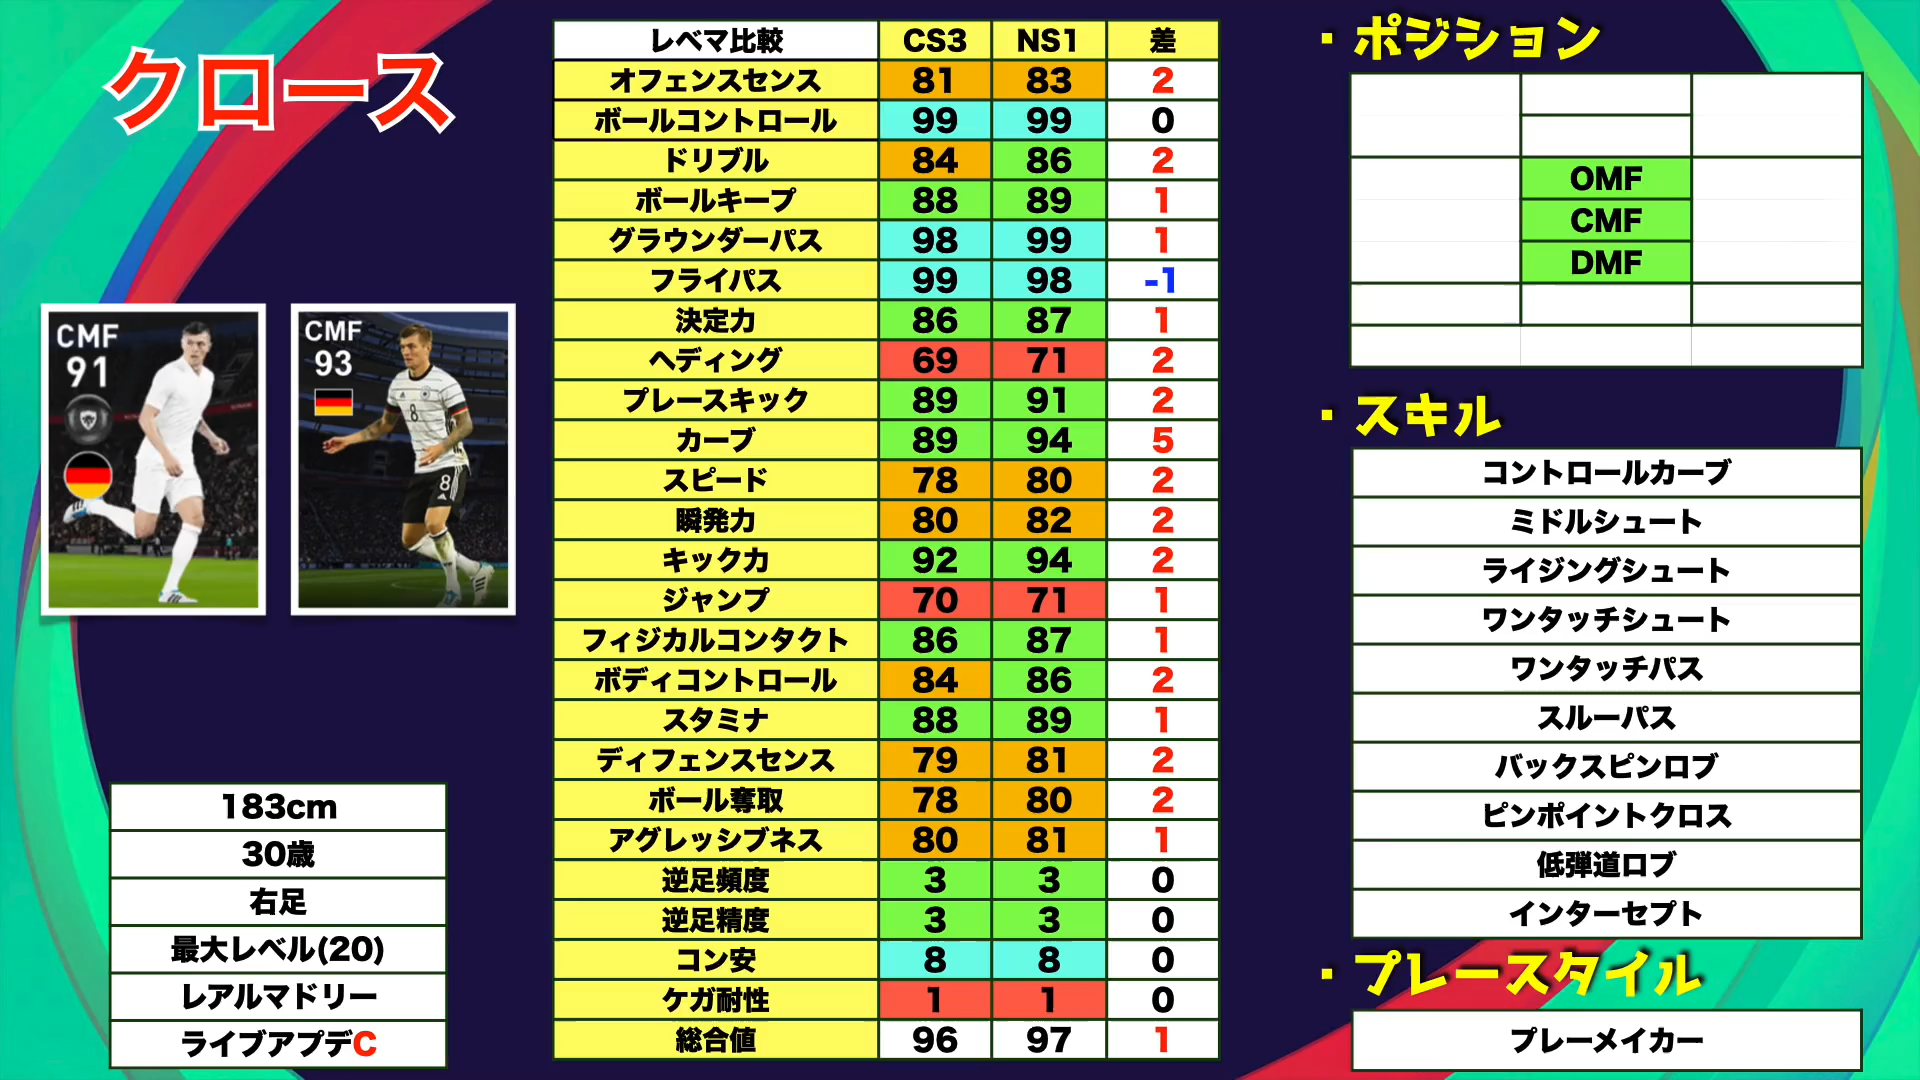 クロース
CMF
91
CMF
93
8
8
183cm
30歳
右足
最大レベル(20)
レアルマドリー
ライブアプデC
レベマ比較 CS3 NS1 差
オフェンスセンス 81 83 2
ボールコントロール 99 99 0
ドリブル 84 86 2
ボールキープ 88 89 1
グラウンダーパス 98 99 1
フライパス 99 98 -1
決定力 86 87 1
ヘディング 69 71 2
プレースキック 89 91 2
カーブ 89 94 5
スピード 78 80 2
瞬発力 80 82 2
キック力 92 94 2
ジャンプ 70 71 1
フィジカルコンタクト 86 87 1
ボディコントロール 84 86 2
スタミナ 88 89 1
ディフェンスセンス 79 81 2
ボール奪取 78 80 2
アグレッシブネス 80 81 1
逆足頻度 3 3 0
逆足精度 3 3 0
コン安 8 8 0
ケガ耐性 1 1 0
総合値 96 97 1
・ポジション
OMF
CMF
DMF
・スキル
コントロールカーブ
ミドルシュート
ライジングシュート
ワンタッチシュート
ワンタッチパス
スルーパス
バックスピンロブ
ピンポイントクロス
低弾道ロブ
インターセプト
・プレースタイル
プレーメイカー